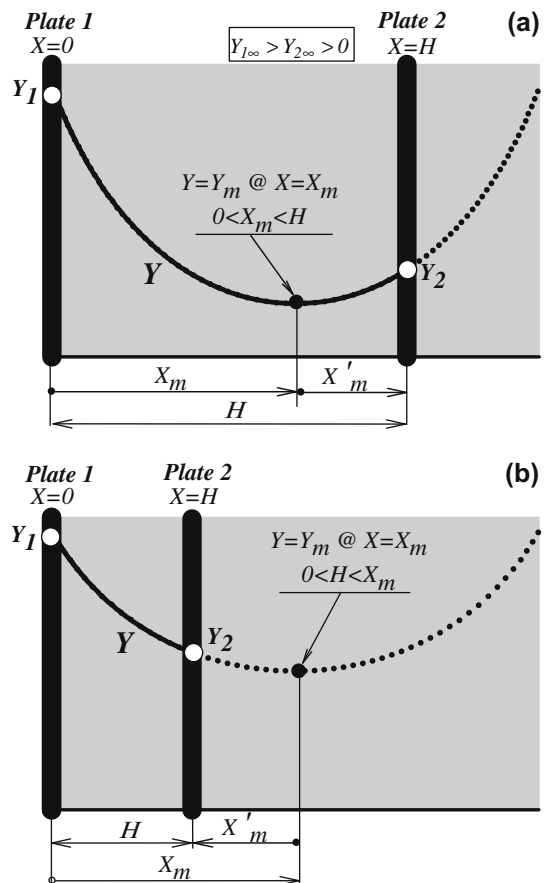 Plate 1
X=0
Plate 2
X=H
(a)
Y1∞ > Y2∞ > 0
Y1
Y=Ym @ X=Xm
0<Xm<H
Y
Y2
Xm
X'm
H
Plate 1
X=0
Plate 2
X=H
(b)
Y1
Y=Ym @ X=Xm
0<H<Xm
Y
Y2
H
X'm
Xm